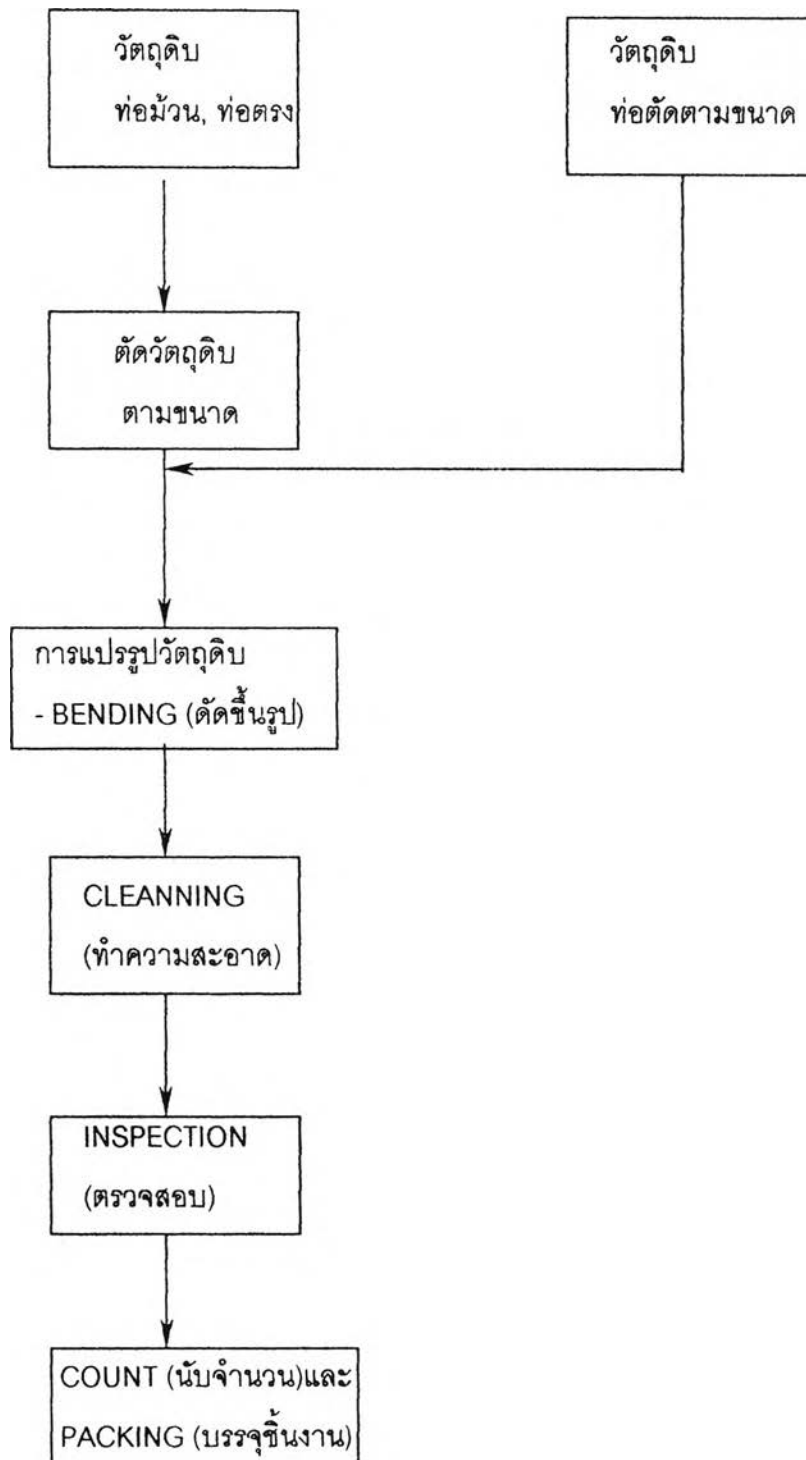 วัตถุดิบ
ท่อม้วน, ท่อตรง
วัตถุดิบ
ท่อตัดตามขนาด
ตัดวัตถุดิบ
ตามขนาด
การแปรรูปวัตถุดิบ
- BENDING (ดัดขึ้นรูป)
CLEANNING
(ทำความสะอาด)
INSPECTION
(ตรวจสอบ)
COUNT (นับจำนวน)และ
PACKING (บรรจุชิ้นงาน)